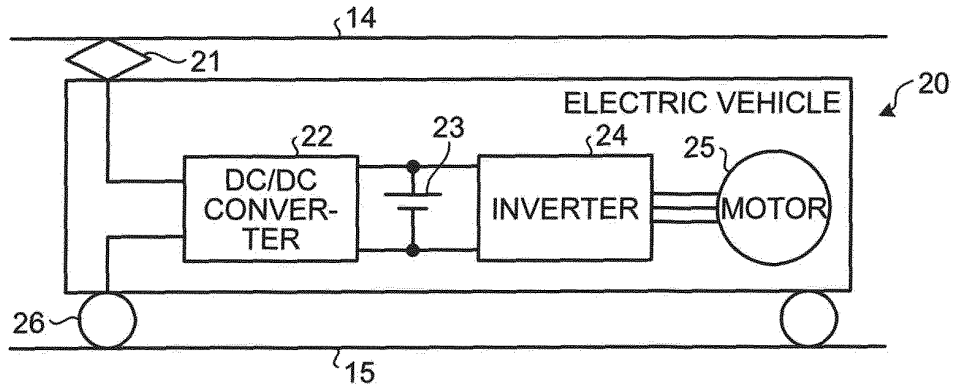 14
21
ELECTRIC VEHICLE
20
22
23
24
25
DC/DC
CONVER-
TER
INVERTER
MOTOR
26
15